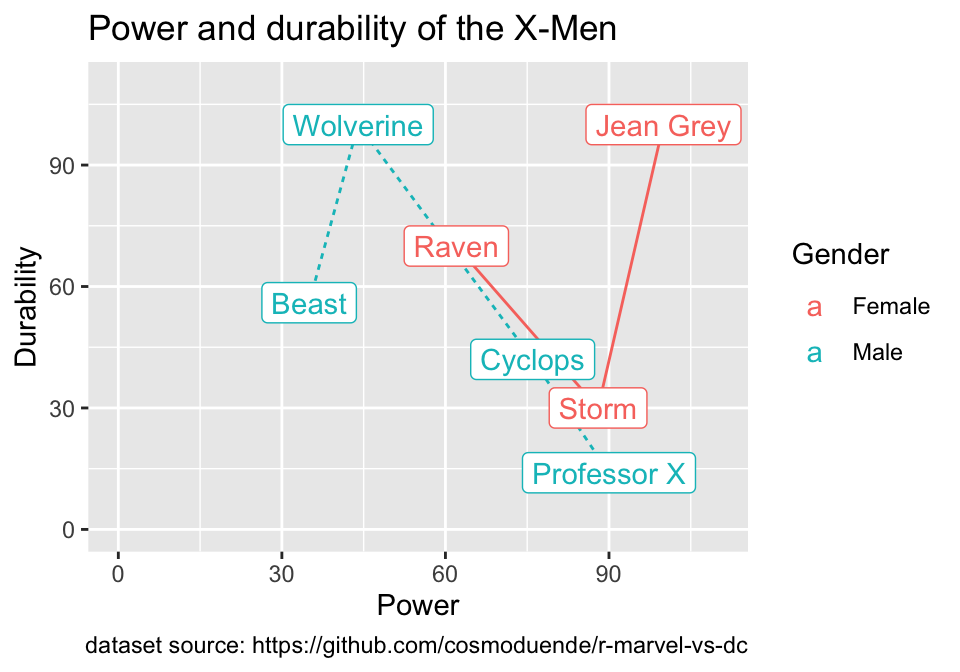 Power and durability of the X-Men
Durability
90
60
30
0
Wolverine
Jean Grey
Raven
Beast
Cyclops
Storm
Professor X
0 30 60 90
Power
Gender
a Female
a Male
dataset source: https://github.com/cosmoduende/r-marvel-vs-dc